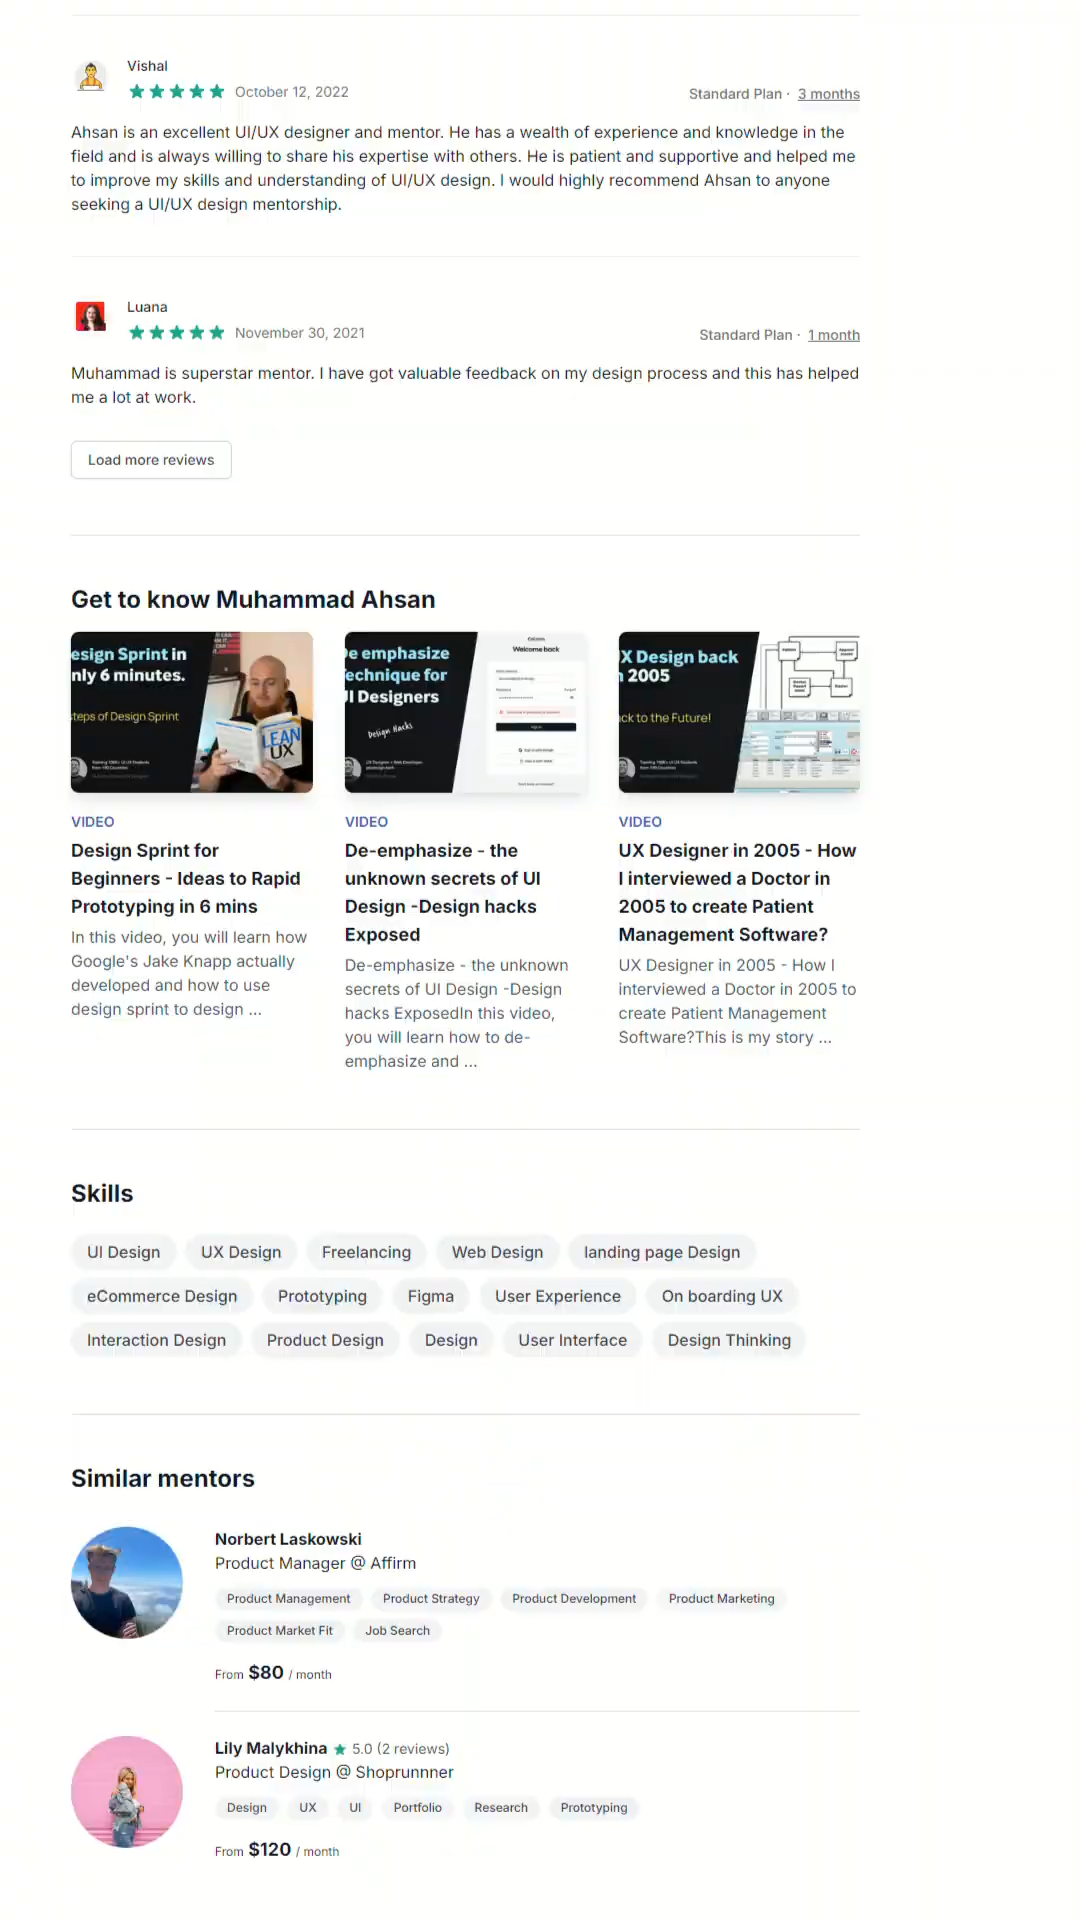 Vishal
October 12, 2022
Standard Plan · 3 months
Ahsan is an excellent UI/UX designer and mentor. He has a wealth of experience and knowledge in the
field and is always willing to share his expertise with others. He is patient and supportive and helped me
to improve my skills and understanding of UI/UX design. I would highly recommend Ahsan to anyone
seeking a UI/UX design mentorship.
Luana
November 30, 2021
Standard Plan · 1 month
Muhammad is superstar mentor. I have got valuable feedback on my design process and this has helped
me a lot at work.
Load more reviews
Get to know Muhammad Ahsan
esign Sprint in
nly 6 minutes.
teps of Design Sprint
LEAN
UX
e emphasize
echnique for
I Designers
Design Hacks
Welcome back
X Design back
2005
ck to the Future!
VIDEO
Design Sprint for
Beginners - Ideas to Rapid
Prototyping in 6 mins
In this video, you will learn how
Google's Jake Knapp actually
developed and how to use
design sprint to design ...
VIDEO
De-emphasize - the
unknown secrets of UI
Design -Design hacks
Exposed
De-emphasize - the unknown
secrets of UI Design -Design
hacks ExposedIn this video,
you will learn how to de-
emphasize and ...
VIDEO
UX Designer in 2005 - How
I interviewed a Doctor in
2005 to create Patient
Management Software?
UX Designer in 2005 - How I
interviewed a Doctor in 2005 to
create Patient Management
Software?This is my story ...
Skills
UI Design UX Design Freelancing Web Design landing page Design
eCommerce Design Prototyping Figma User Experience On boarding UX
Interaction Design Product Design Design User Interface Design Thinking
Similar mentors
Norbert Laskowski
Product Manager @ Affirm
Product Management Product Strategy Product Development Product Marketing
Product Market Fit Job Search
From $80 / month
Lily Malykhina 5.0 (2 reviews)
Product Design @ Shoprunnner
Design UX UI Portfolio Research Prototyping
From $120 / month